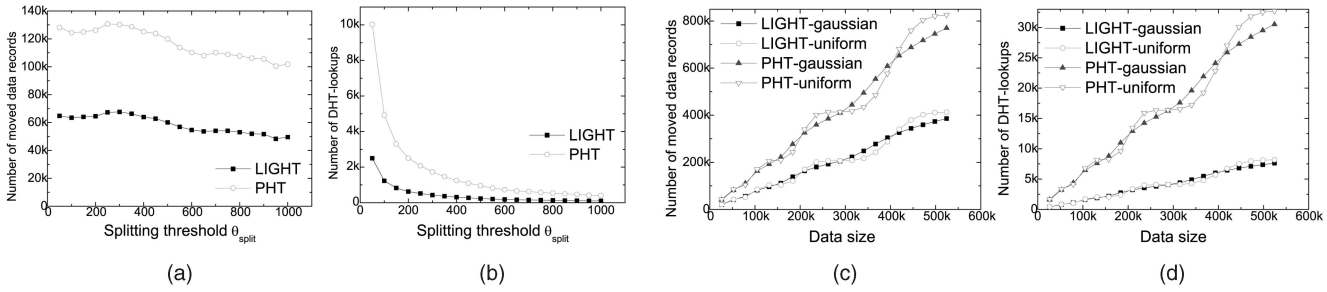 140k
120k
100k
80k
60k
40k
20k
0
Number of moved data records
LIGHT
PHT
0 200 400 600 800 1000
Splitting threshold θsplit
(a)
10k
8k
6k
4k
2k
0
Number of DHT-lookups
LIGHT
PHT
0 200 400 600 800 1000
Splitting threshold θsplit
(b)
800k
600k
400k
200k
0
Number of moved data records
LIGHT-gaussian
LIGHT-uniform
PHT-gaussian
PHT-uniform
0 100k 200k 300k 400k 500k 600k
Data size
(c)
30k
25k
20k
15k
10k
5k
0
Number of DHT-lookups
LIGHT-gaussian
LIGHT-uniform
PHT-gaussian
PHT-uniform
0 100k 200k 300k 400k 500k 600k
Data size
(d)